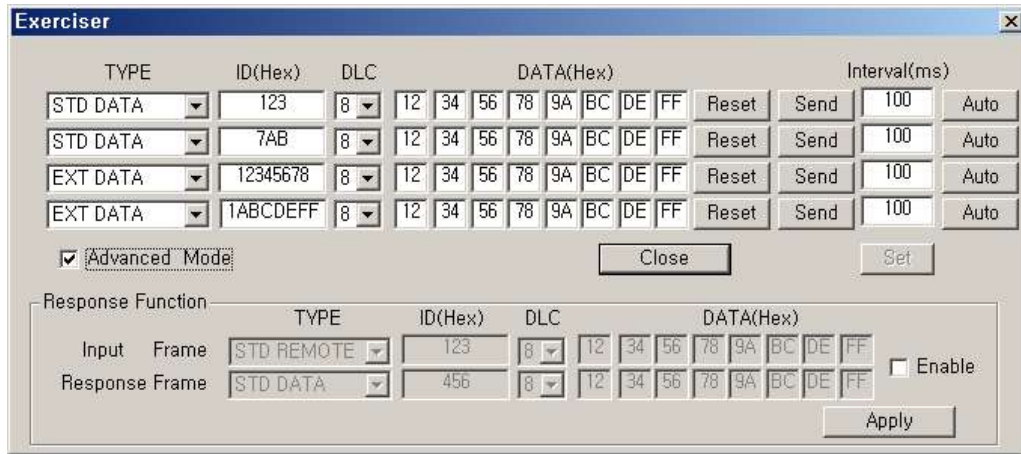 Exerciser
TYPE ID(Hex) DLC DATA(Hex) Interval(ms)
STD DATA 123 8 12 34 56 78 9A BC DE FF Reset Send 100 Auto
STD DATA 7AB 8 12 34 56 78 9A BC DE FF Reset Send 100 Auto
EXT DATA 12345678 8 12 34 56 78 9A BC DE FF Reset Send 100 Auto
EXT DATA 1ABCDEFF 8 12 34 56 78 9A BC DE FF Reset Send 100 Auto
Advanced Mode Close Set
Response Function
TYPE ID(Hex) DLC DATA(Hex)
Input Frame STD REMOTE 123 8 12 34 56 78 9A BC DE FF
Enable
Response Frame STD DATA 456 8 12 34 56 78 9A BC DE FF
Apply